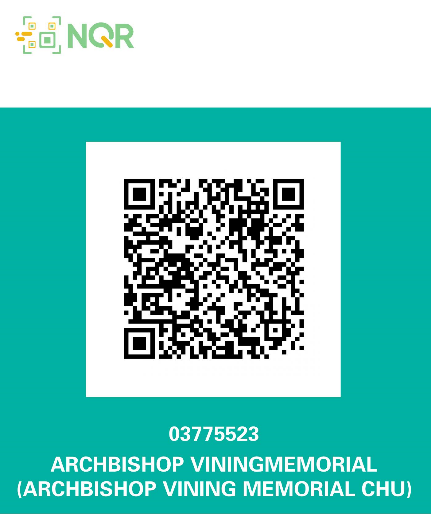 NQR
03775523
ARCHBISHOP VININGMEMORIAL
(ARCHBISHOP VINING MEMORIAL CHU)